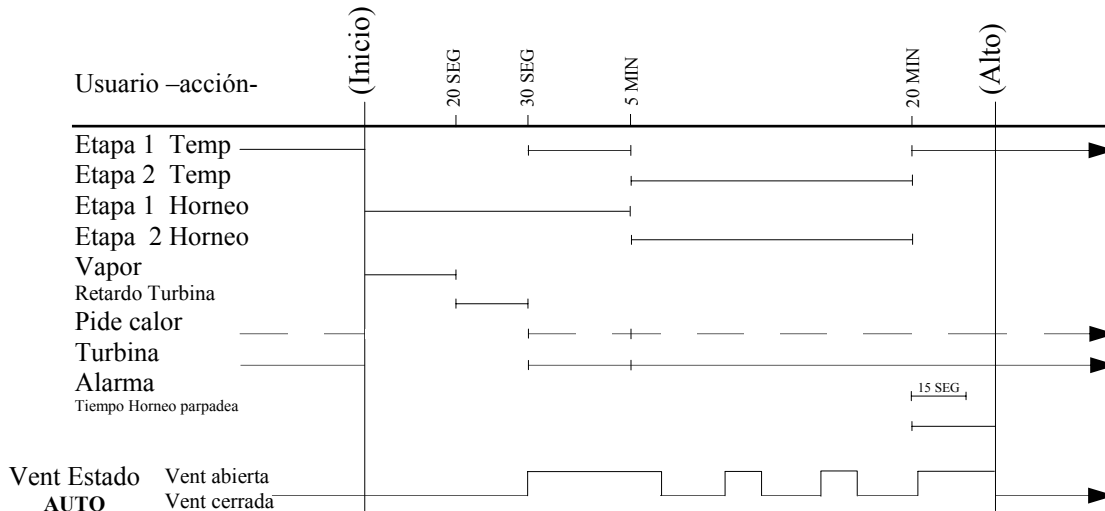 (Inicio)
20 SEG
30 SEG
5 MIN
20 MIN
(Alto)
Usuario –acción-
Etapa 1 Temp
Etapa 2 Temp
Etapa 1 Horneo
Etapa 2 Horneo
Vapor
Retardo Turbina
Pide calor
Turbina
Alarma
15 SEG
Tiempo Horneo parpadea
Vent Estado Vent abierta
AUTO Vent cerrada